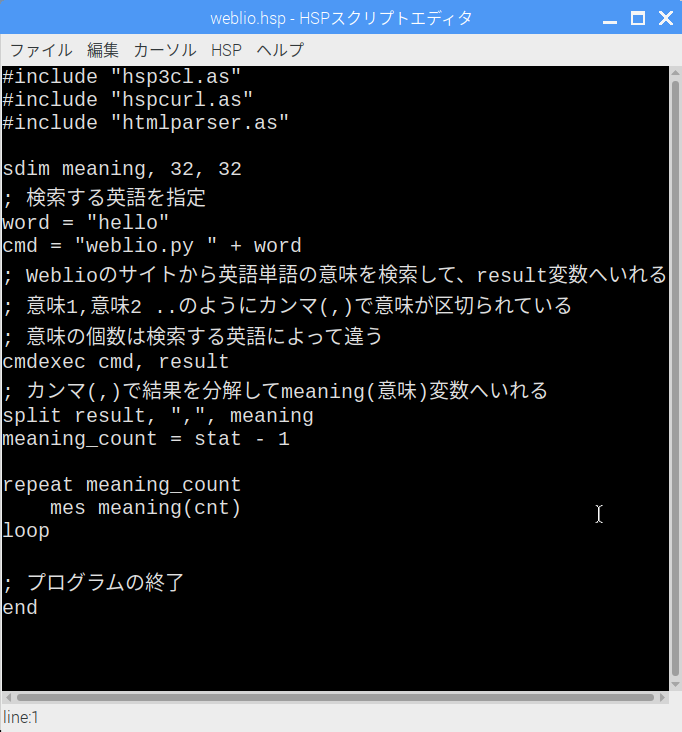 weblio.hsp - HSPスクリプトエディタ
ファイル 編集 カーソル HSP ヘルプ
#include "hsp3cl.as"
#include "hspcurl.as"
#include "htmlparser.as"
sdim meaning, 32, 32
; 検索する英語を指定
word = "hello"
cmd = "weblio.py " + word
; Weblioのサイトから英語単語の意味を検索して、result変数へいれる
; 意味1,意味2 ..のようにカンマ(,)で意味が区切られている
; 意味の個数は検索する英語によって違う
cmdexec cmd, result
; カンマ(,)で結果を分解してmeaning(意味)変数へいれる
split result, ",", meaning
meaning_count = stat - 1
repeat meaning_count
    mes meaning(cnt)
loop
; プログラムの終了
end
line:1